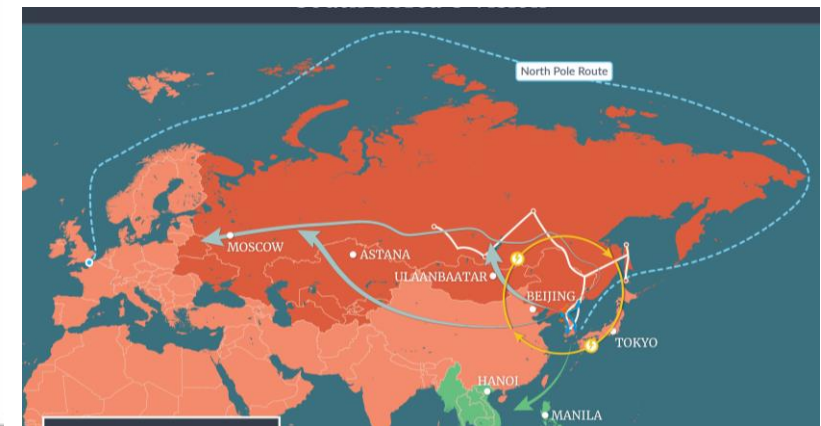 North Pole Route
MOSCOW
ASTANA
ULAANBAATAR
BEIJING
TOKYO
HANOI
MANILA